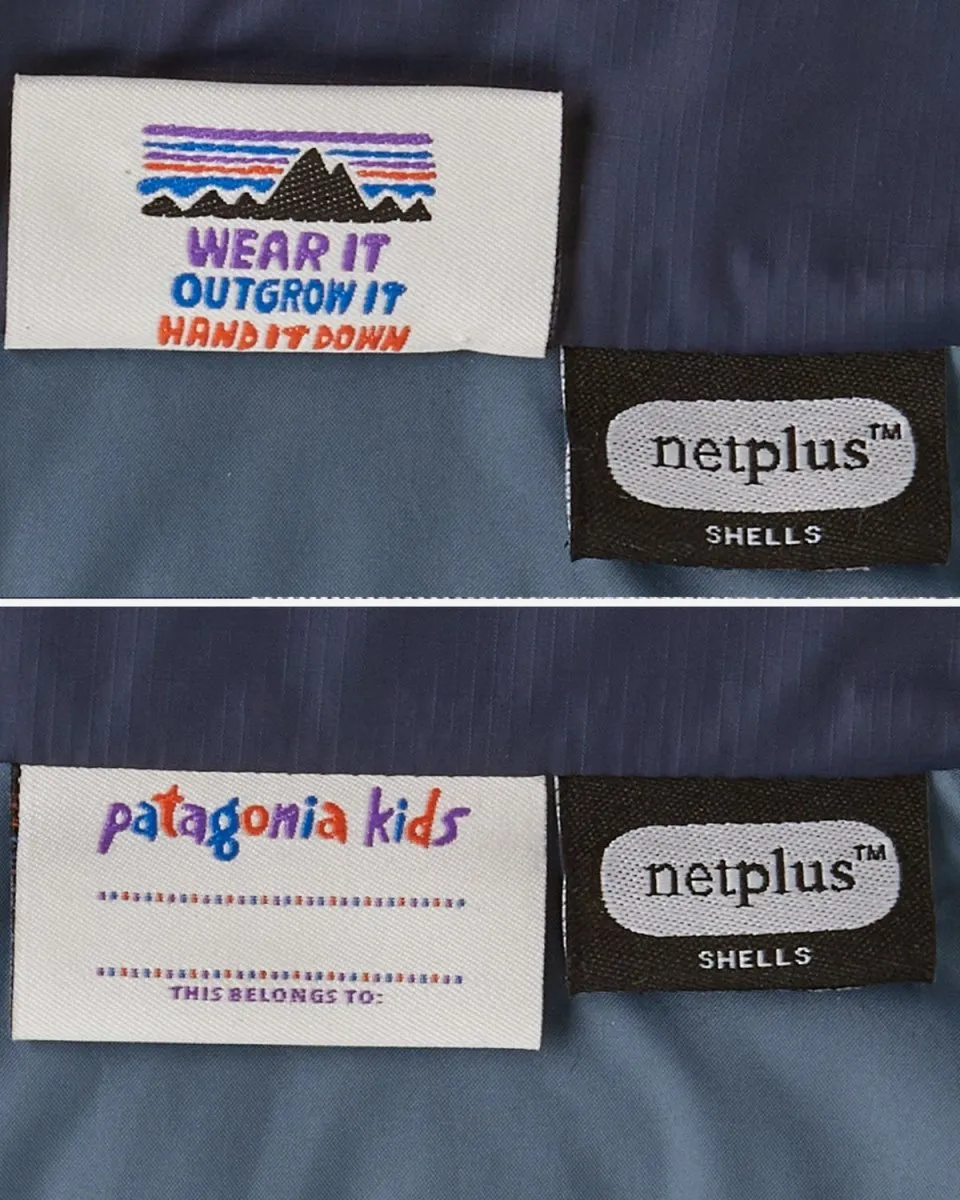 WEAR IT
OUTGROW IT
HAND IT DOWN
netplus™
SHELLS
patagonia kids
THIS BELONGS TO:
netplus™
SHELLS